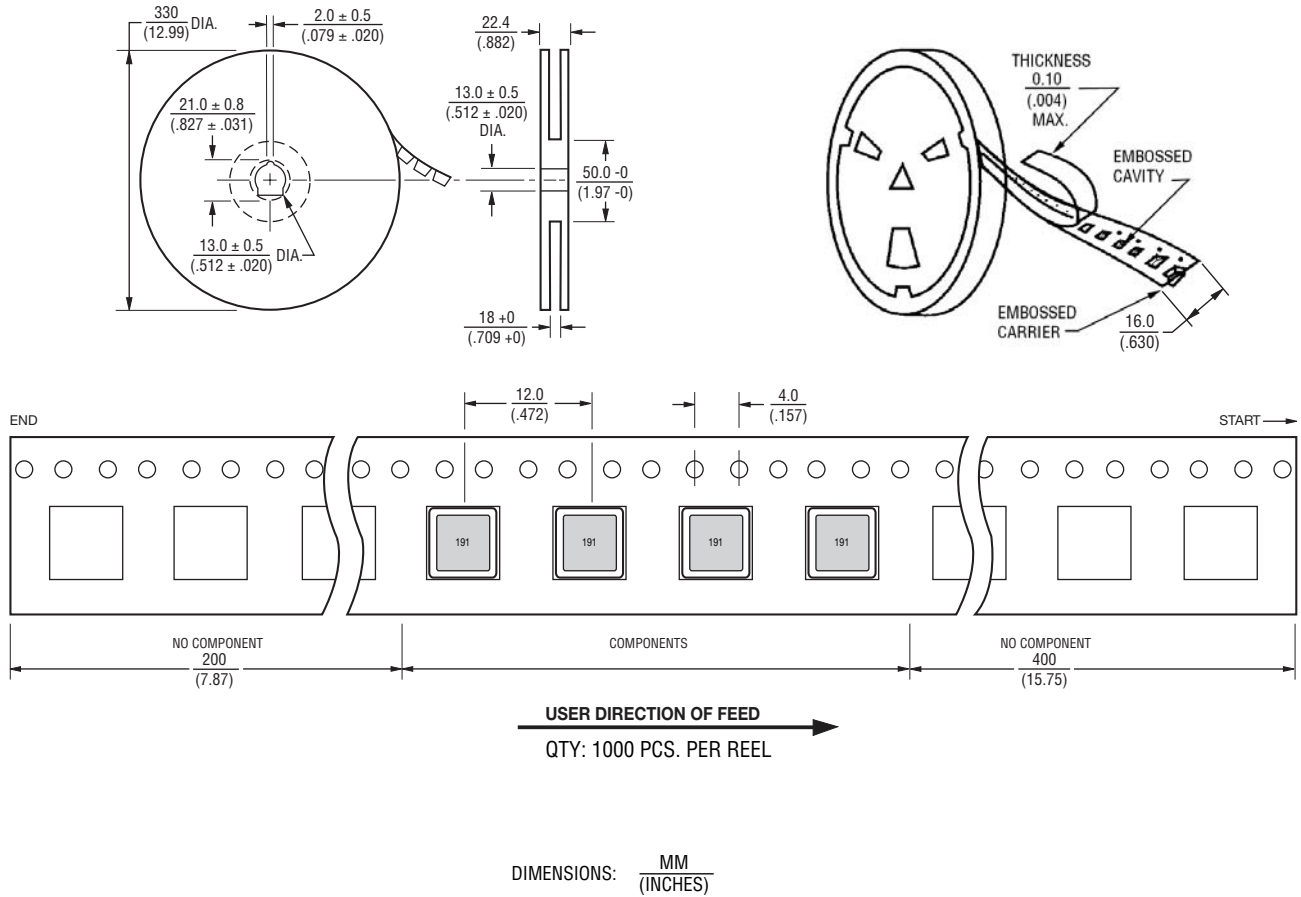 330
(12.99)
DIA.
2.0 ± 0.5
(.079 ± .020)
22.4
(.882)
21.0 ± 0.8
(.827 ± .031)
13.0 ± 0.5
(.512 ± .020)
DIA.
50.0 -0
(1.97 -0)
13.0 ± 0.5
(.512 ± .020)
DIA.
18 +0
(.709 +0)
THICKNESS
0.10
(.004)
MAX.
EMBOSSED
CAVITY
EMBOSSED
CARRIER
16.0
(.630)
12.0
(.472)
4.0
(.157)
END
START
191
191
191
191
NO COMPONENT
200
(7.87)
COMPONENTS
NO COMPONENT
400
(15.75)
USER DIRECTION OF FEED
QTY: 1000 PCS. PER REEL
DIMENSIONS:
MM
(INCHES)